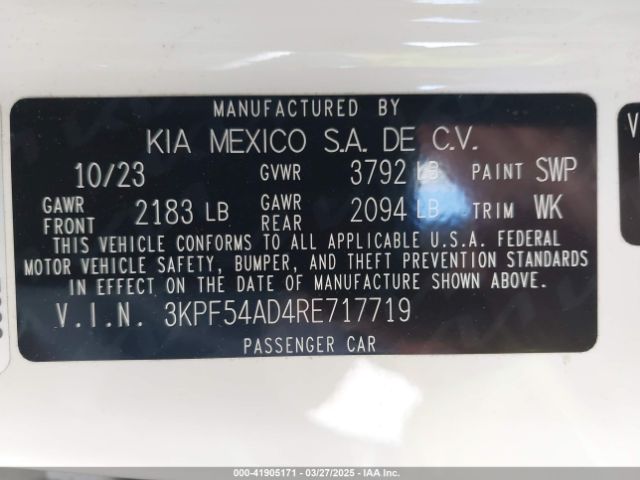 MANUFACTURED BY
KIA MEXICO S.A. DE C.V.
10/23 GVWR 3792 LB PAINT SWP
GAWR FRONT 2183 LB GAWR REAR 2094 LB TRIM WK
THIS VEHICLE CONFORMS TO ALL APPLICABLE U.S.A. FEDERAL
MOTOR VEHICLE SAFETY, BUMPER, AND THEFT PREVENTION STANDARDS
IN EFFECT ON THE DATE OF MANUFACTURE SHOWN ABOVE.
V.I.N. 3KPF54AD4RE717719
PASSENGER CAR
000-41905171 | 03/27/2025 | IAA Inc.